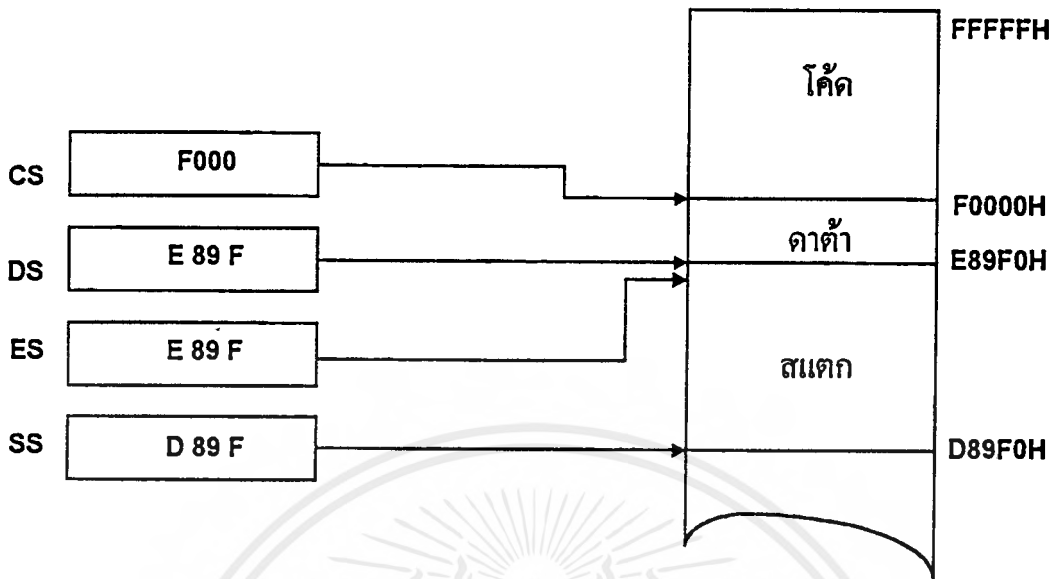 FFFFFH
โค้ด
CS F000
F0000H
ดาต้า
DS E 89 F
E89F0H
ES E 89 F
สแตก
SS D 89 F
D89F0H